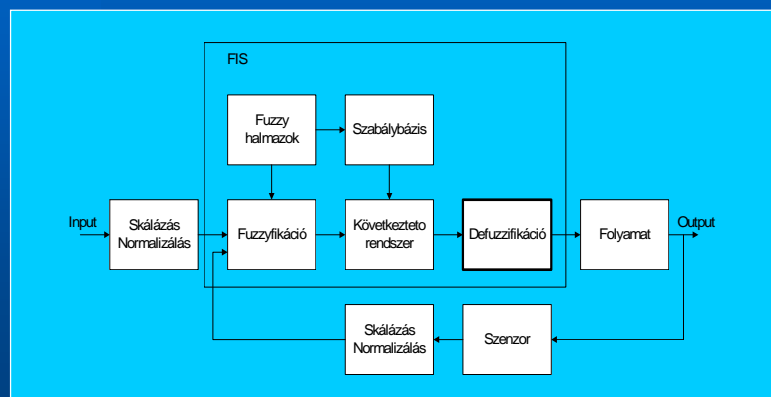 FIS
Fuzzy
halmazok
Szabálybázis
Input
Skálázás
Normalizálás
Fuzzyfikáció
Következteto
rendszer
Defuzzifikáció
Folyamat
Output
Skálázás
Normalizálás
Szenzor